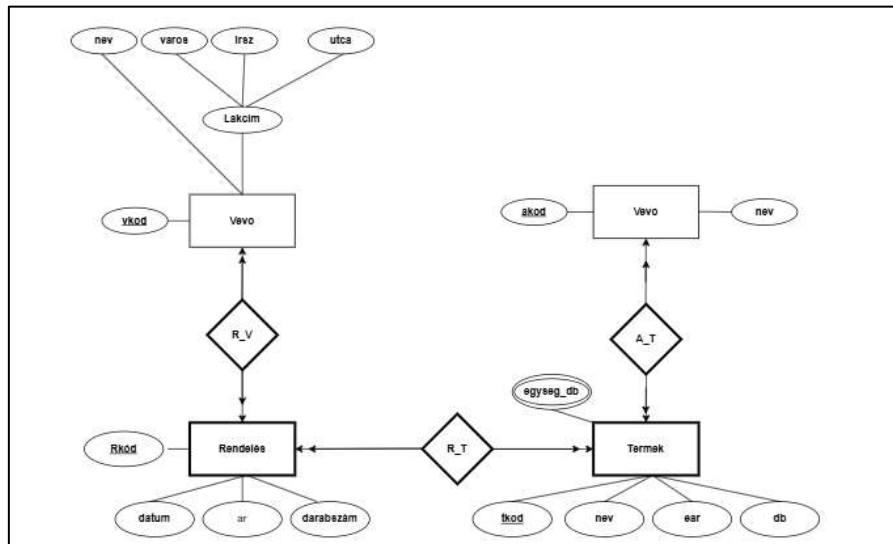 nev
varos
irsz
utca
Lakcim
vkod
Vevo
akod
Vevo
nev
R_V
A_T
egyseg_db
Rkód
Rendelés
R_T
Termek
datum
ar
darabszám
tkod
nev
ear
db